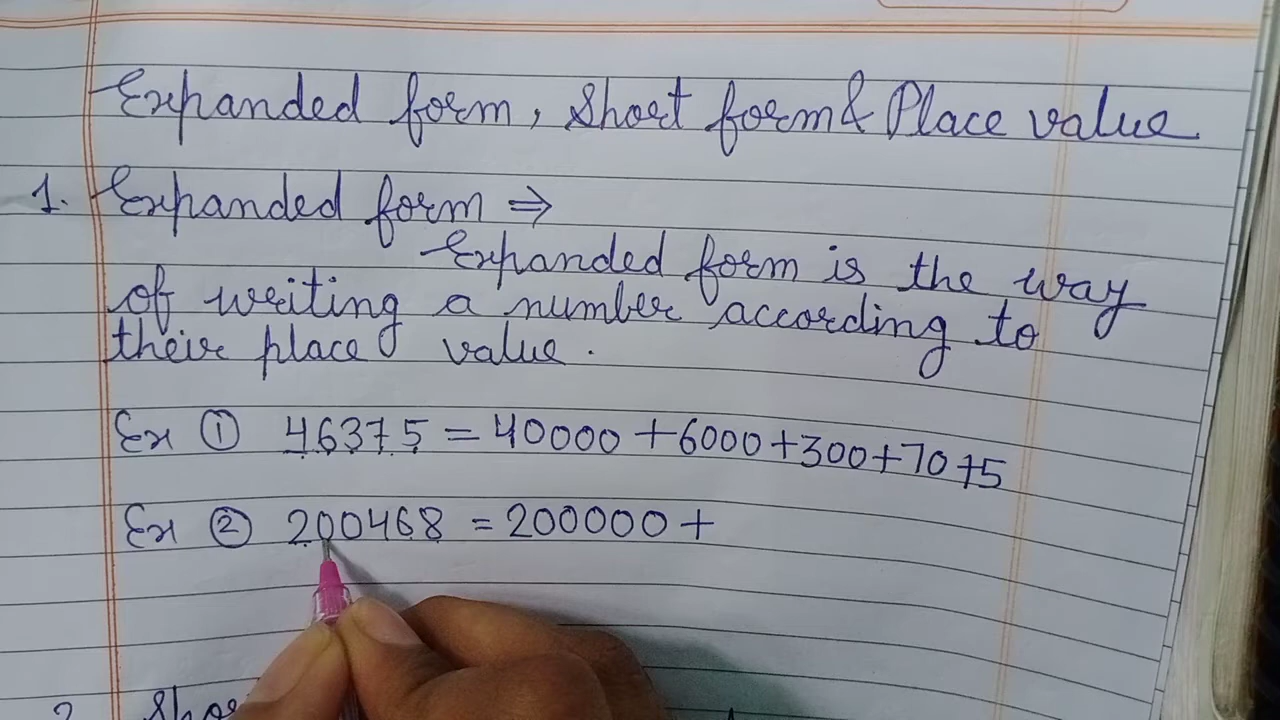 Expanded form, Short form & Place value
1. Expanded form ⇒
Expanded form is the way
of writing a number according to
their place value.
Ex ① 46375 = 40000 + 6000 + 300 + 70 + 5
Ex ② 200468 = 200000 +
2.